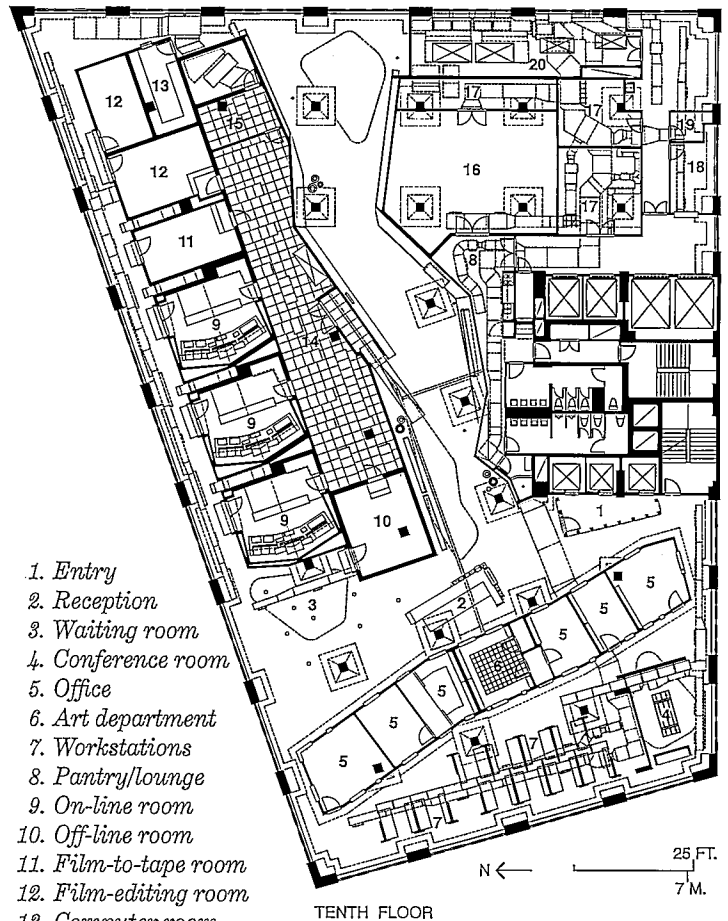 12
13
20
17
17
15
12
16
19
18
11
17
8
9
14
9
9
10
1
3
2
5
5
5
5
6
5
5
4
7
7
1. Entry
2. Reception
3. Waiting room
4. Conference room
5. Office
6. Art department
7. Workstations
8. Pantry/lounge
9. On-line room
10. Off-line room
11. Film-to-tape room
12. Film-editing room
13. Computer room
N
25 FT.
7 M.
TENTH FLOOR